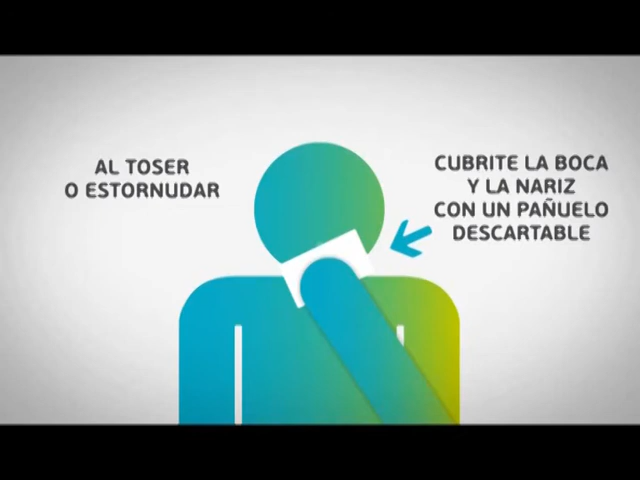 AL TOSER
O ESTORNUDAR
CUBRITE LA BOCA
Y LA NARIZ
CON UN PAÑUELO
DESCARTABLE